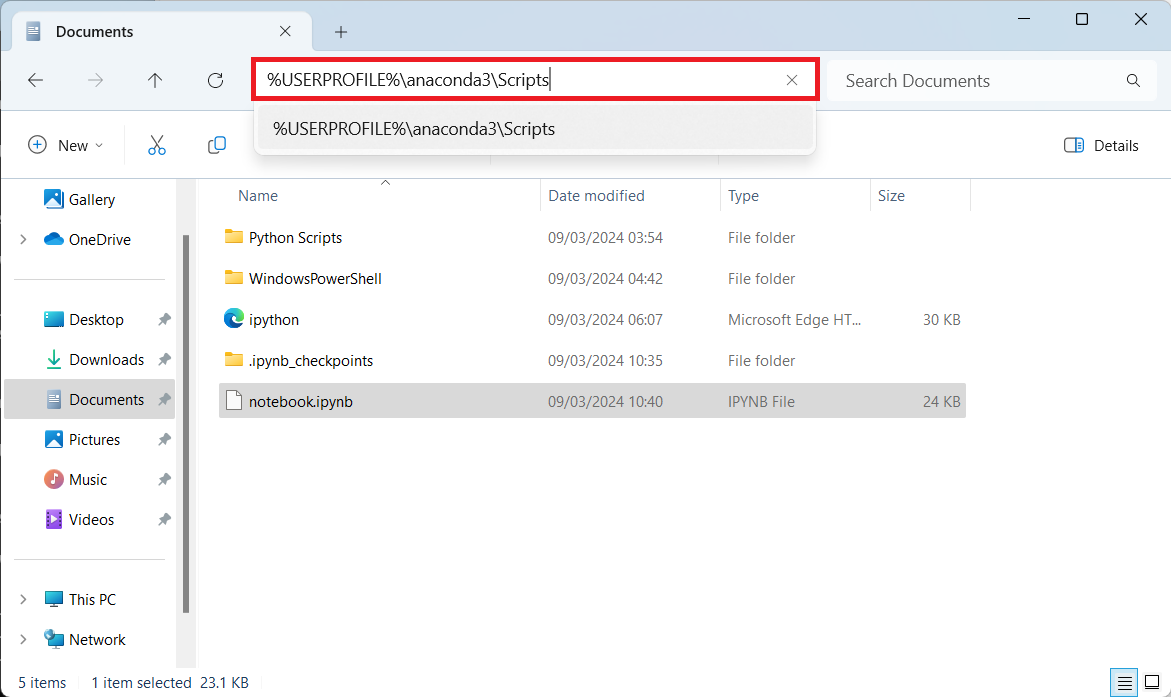 Documents
%USERPROFILE%\anaconda3\Scripts
Search Documents
%USERPROFILE%\anaconda3\Scripts
New
Details
Name Date modified Type Size
Gallery
OneDrive
Desktop
Downloads
Documents
Pictures
Music
Videos
This PC
Network
Python Scripts 09/03/2024 03:54 File folder
WindowsPowerShell 09/03/2024 04:42 File folder
ipython 09/03/2024 06:07 Microsoft Edge HT... 30 KB
.ipynb_checkpoints 09/03/2024 10:35 File folder
notebook.ipynb 09/03/2024 10:40 IPYNB File 24 KB
5 items 1 item selected 23.1 KB